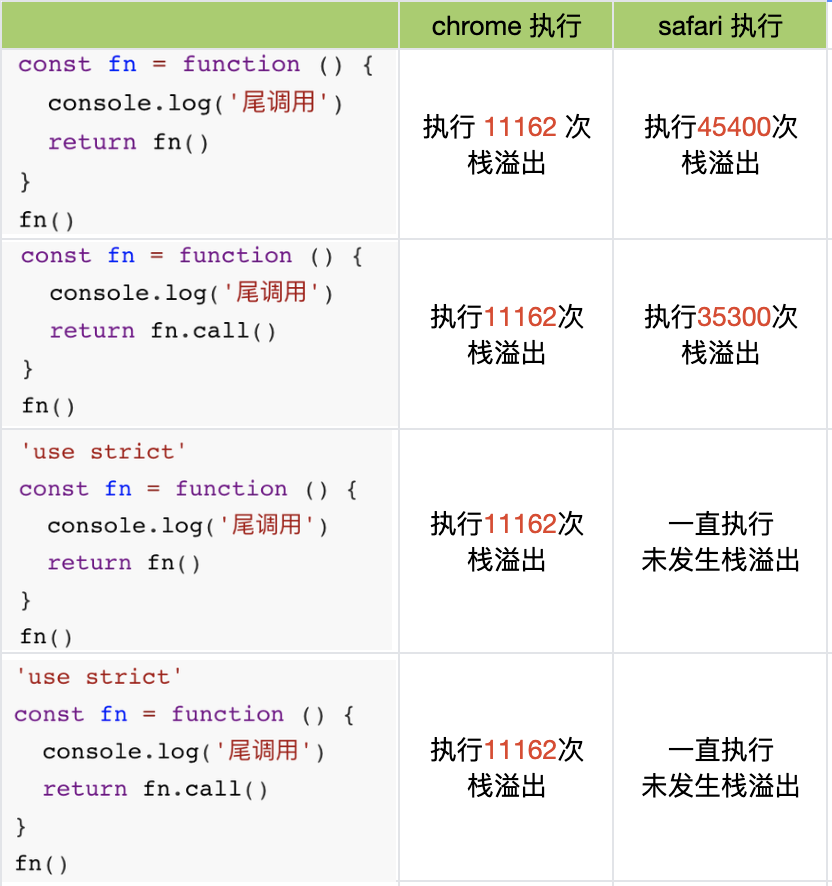 chrome 执行 safari 执行
const fn = function () {
console.log('尾调用')
return fn()
}
fn()
执行 11162 次
栈溢出
执行45400次
栈溢出
const fn = function () {
console.log('尾调用')
return fn.call()
}
fn()
执行11162次
栈溢出
执行35300次
栈溢出
'use strict'
const fn = function () {
console.log('尾调用')
return fn()
}
fn()
执行11162次
栈溢出
一直执行
未发生栈溢出
'use strict'
const fn = function () {
console.log('尾调用')
return fn.call()
}
fn()
执行11162次
栈溢出
一直执行
未发生栈溢出